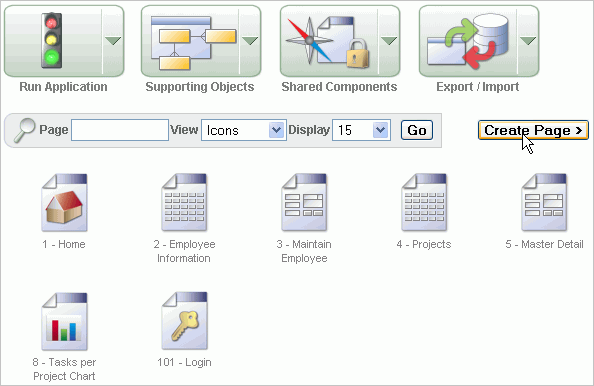 Run Application Supporting Objects Shared Components Export / Import
Page View Icons Display 15 Go Create Page >
1 - Home 2 - Employee 3 - Maintain 4 - Projects 5 - Master Detail
Information Employee
8 - Tasks per 101 - Login
Project Chart